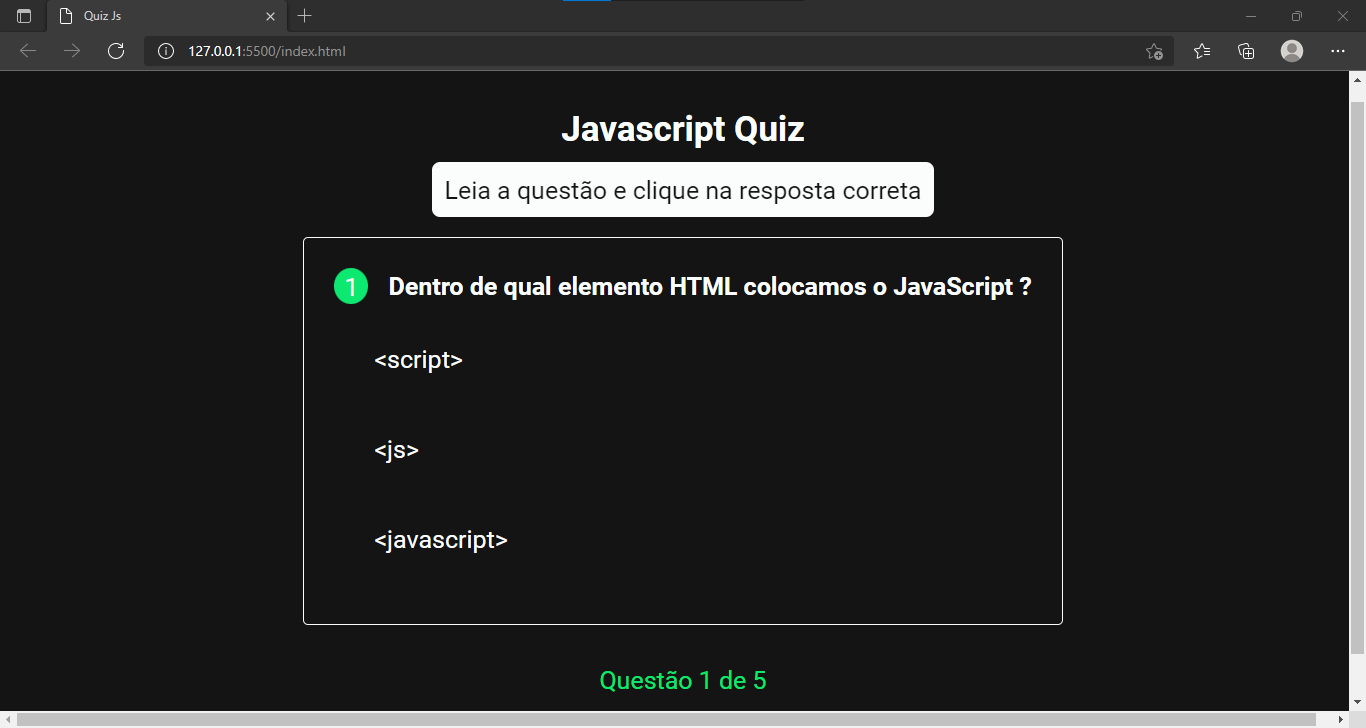 Quiz Js
127.0.0.1:5500/index.html
Javascript Quiz
Leia a questão e clique na resposta correta
1 Dentro de qual elemento HTML colocamos o JavaScript ?
<script>
<js>
<javascript>
Questão 1 de 5